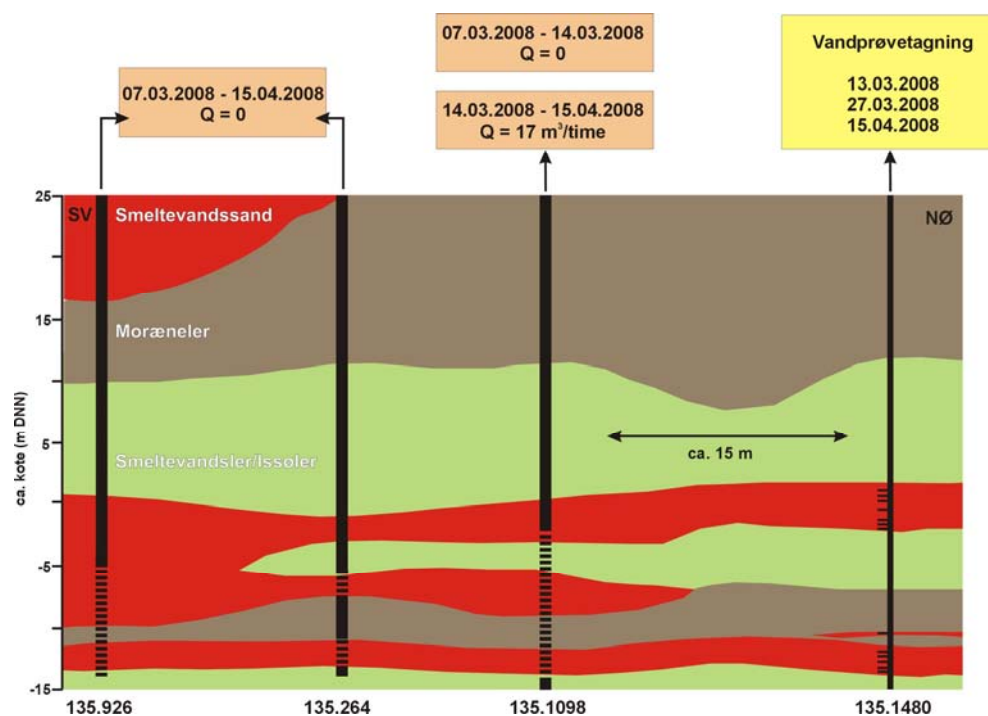 07.03.2008 - 15.04.2008
Q = 0
07.03.2008 - 14.03.2008
Q = 0
14.03.2008 - 15.04.2008
Q = 17 m³/time
Vandprøvetagning
13.03.2008
27.03.2008
15.04.2008
25
SV
Smeltevandssand
NØ
15
Moræneler
5
ca. 15 m
Smeltevandsler/Issøler
ca. kote (m DNN)
-5
-15
135.926
135.264
135.1098
135.1480